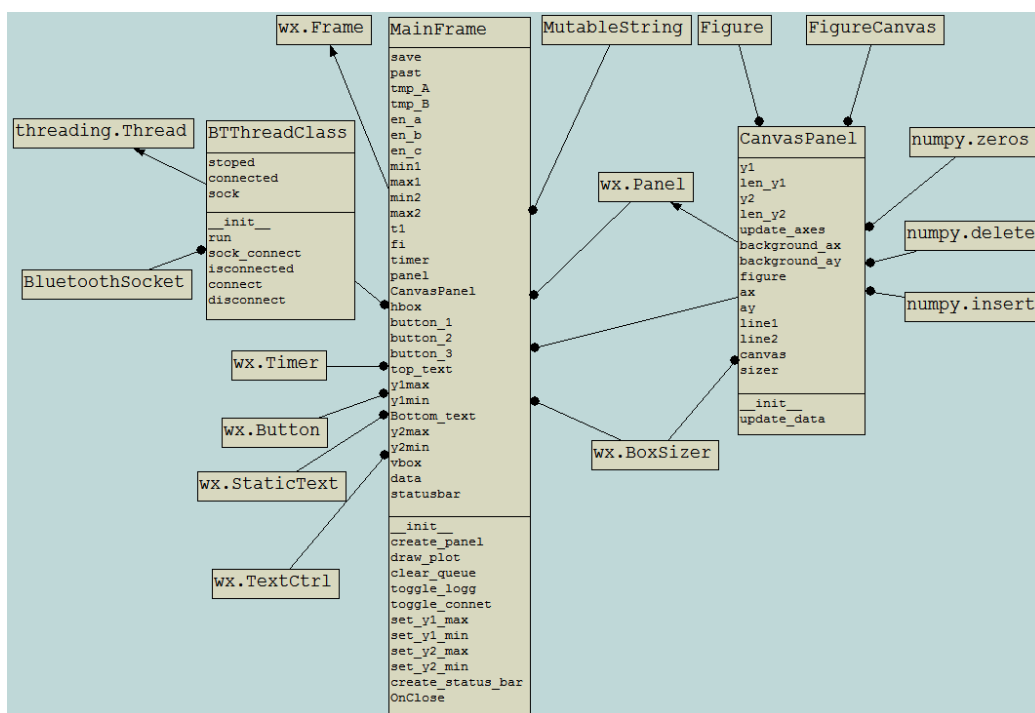 wx.Frame
MainFrame
save
past
tmp_A
tmp_B
en_a
en_b
en_c
min1
max1
min2
max2
t1
fi
timer
panel
CanvasPanel
hbox
button_1
button_2
button_3
top_text
y1max
y1min
Bottom_text
y2max
y2min
vbox
data
statusbar
__init__
create_panel
draw_plot
clear_queue
toggle_logg
toggle_connet
set_y1_max
set_y1_min
set_y2_max
set_y2_min
create_status_bar
OnClose
MutableString
Figure
FigureCanvas
threading.Thread
BTThreadClass
stoped
connected
sock
__init__
run
sock_connect
isconnected
connect
disconnect
BluetoothSocket
wx.Timer
wx.Button
wx.StaticText
wx.TextCtrl
wx.Panel
wx.BoxSizer
CanvasPanel
y1
len_y1
y2
len_y2
update_axes
background_ax
background_ay
figure
ax
ay
line1
line2
canvas
sizer
__init__
update_data
numpy.zeros
numpy.delete
numpy.insert